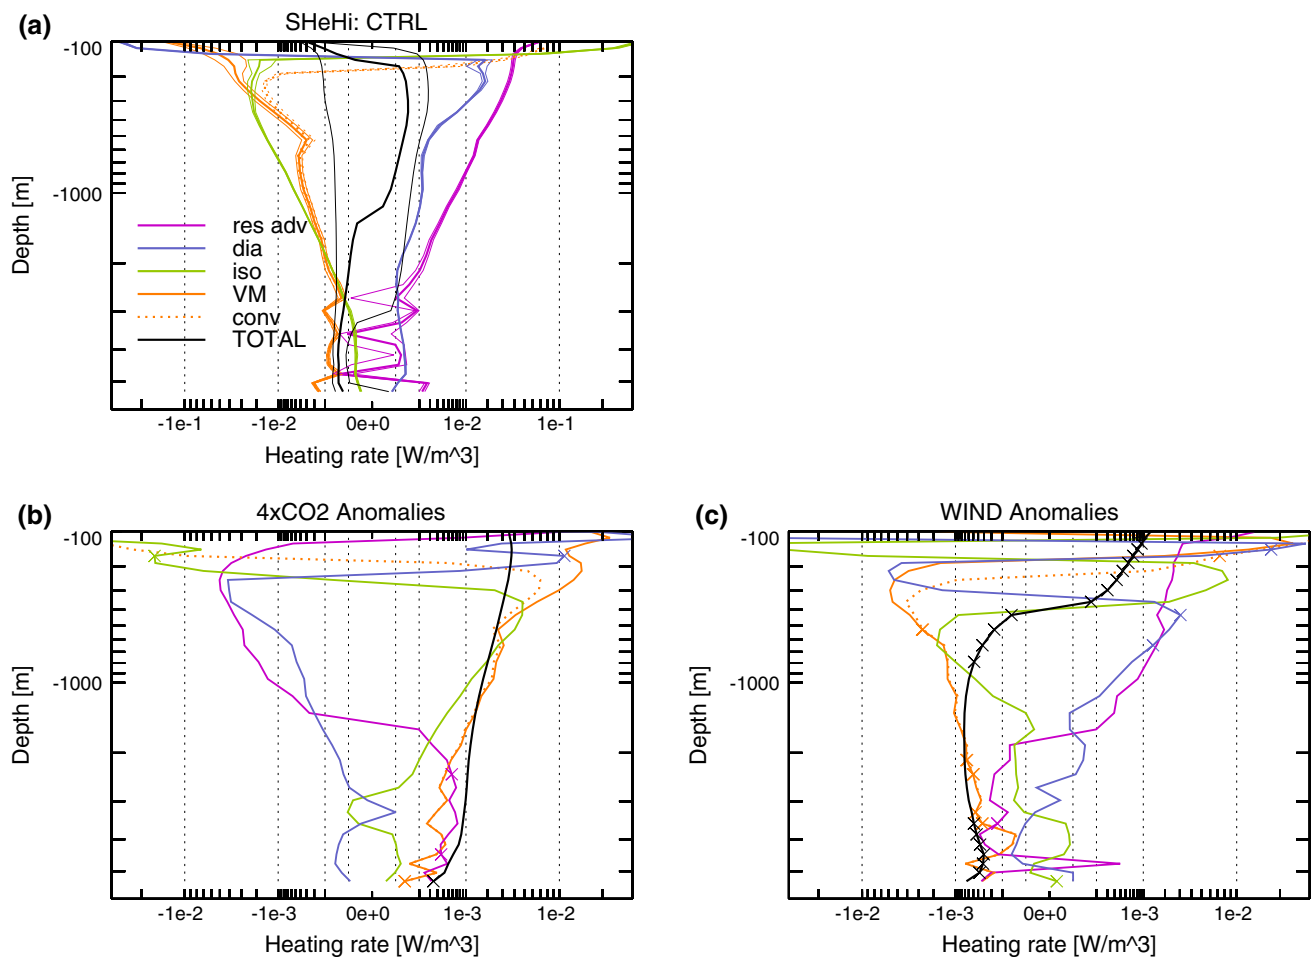 (a)
SHeHi: CTRL
-100
-1000
Depth [m]
res adv
dia
iso
VM
conv
TOTAL
-1e-1 -1e-2 0e+0 1e-2 1e-1
Heating rate [W/m^3]
(b)
4xCO2 Anomalies
-100
-1000
Depth [m]
-1e-2 -1e-3 0e+0 1e-3 1e-2
Heating rate [W/m^3]
(c)
WIND Anomalies
-100
-1000
Depth [m]
-1e-2 -1e-3 0e+0 1e-3 1e-2
Heating rate [W/m^3]